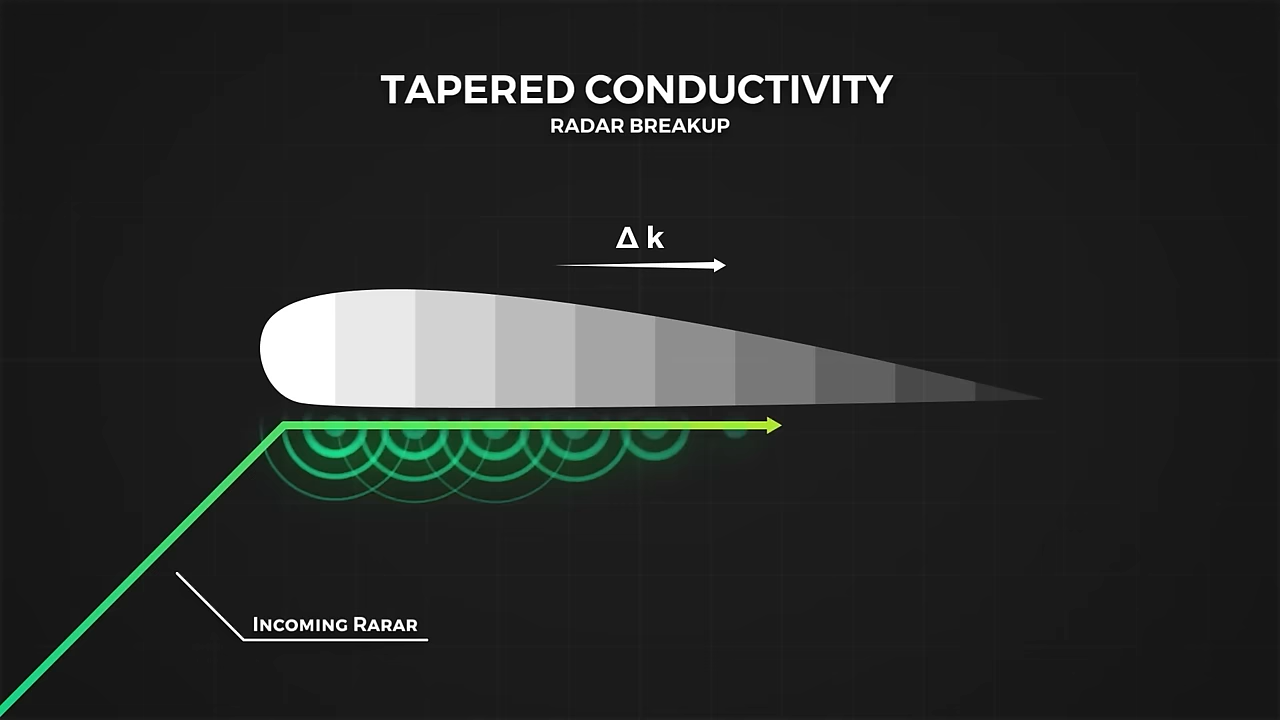 TAPERED CONDUCTIVITY
RADAR BREAKUP
Δ k
Incoming Rarar